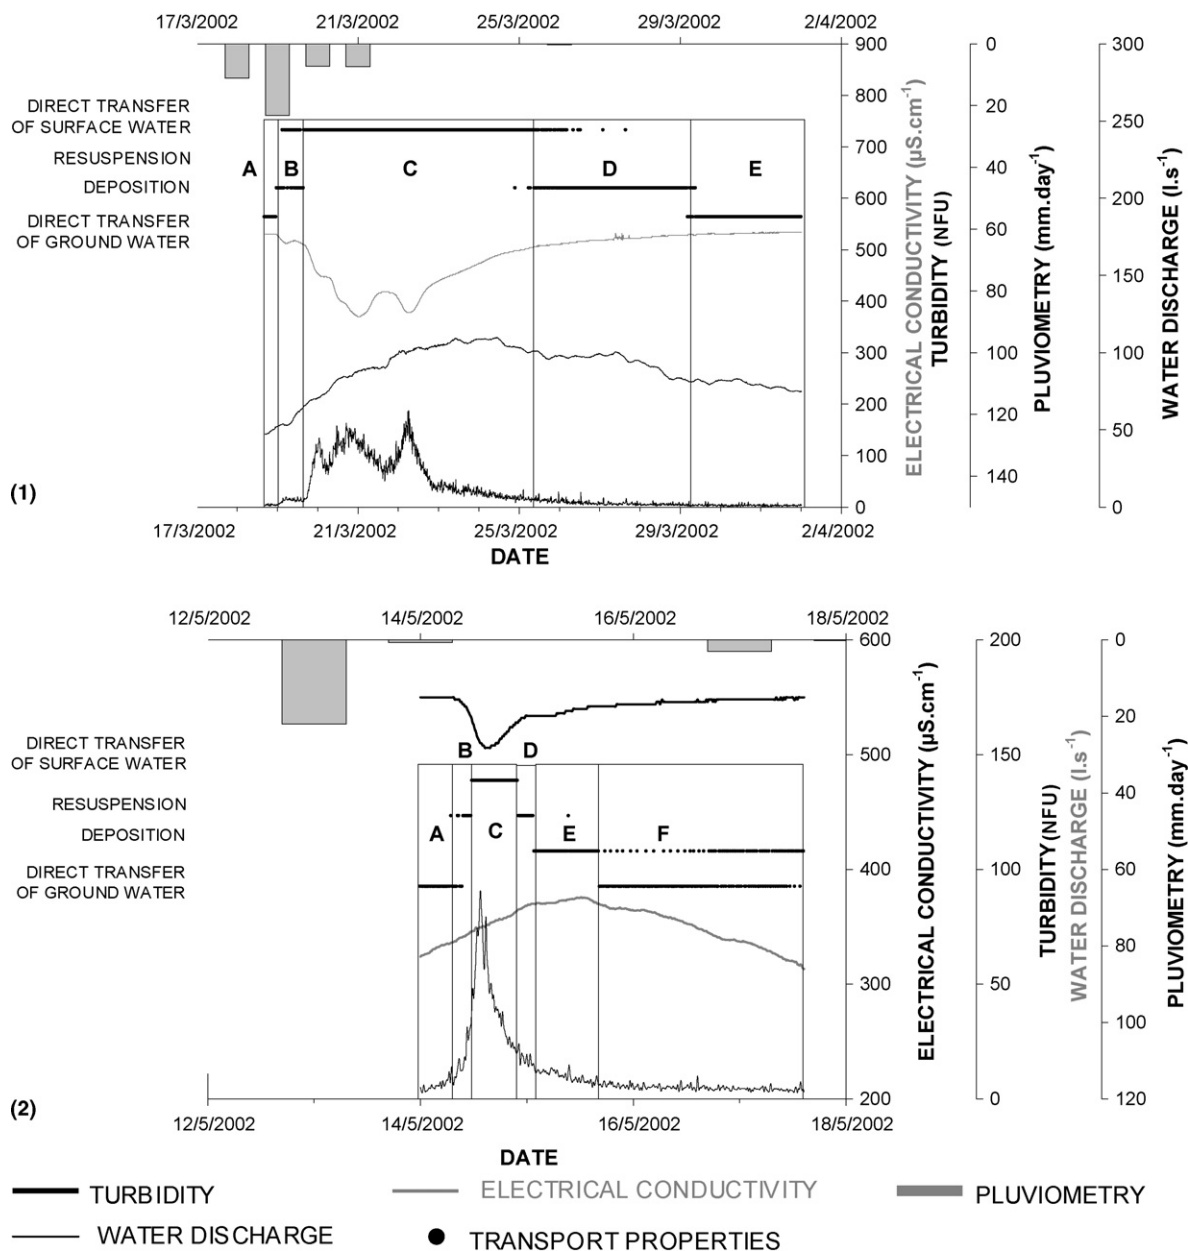 17/3/2002 21/3/2002 25/3/2002 29/3/2002 2/4/2002
DIRECT TRANSFER
OF SURFACE WATER
RESUSPENSION
DEPOSITION
DIRECT TRANSFER
OF GROUND WATER
A B C D E
900
800
700
600
500
400
300
200
100
0
ELECTRICAL CONDUCTIVITY (µS.cm-1)
TURBIDITY (NFU)
0
20
40
60
80
100
120
140
PLUVIOMETRY (mm.day-1)
300
250
200
150
100
50
0
WATER DISCHARGE (l.s-1)
(1)
17/3/2002 21/3/2002 25/3/2002 29/3/2002 2/4/2002
DATE
12/5/2002 14/5/2002 16/5/2002 18/5/2002
DIRECT TRANSFER
OF SURFACE WATER
RESUSPENSION
DEPOSITION
DIRECT TRANSFER
OF GROUND WATER
A B C D E F
600
500
400
300
200
ELECTRICAL CONDUCTIVITY (µS.cm-1)
200
150
100
50
0
TURBIDITY (NFU)
WATER DISCHARGE (l.s-1)
0
20
40
60
80
100
120
PLUVIOMETRY (mm.day-1)
(2)
12/5/2002 14/5/2002 16/5/2002 18/5/2002
DATE
TURBIDITY ELECTRICAL CONDUCTIVITY PLUVIOMETRY
WATER DISCHARGE TRANSPORT PROPERTIES